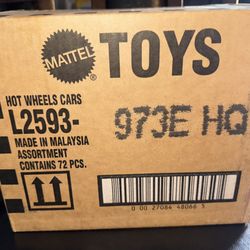 MATTEL
TOYS
HOT WHEELS CARS
L2593-
973E HQ
MADE IN MALAYSIA
ASSORTMENT
CONTAINS 72 PCS.
0 00 27084 48066 5